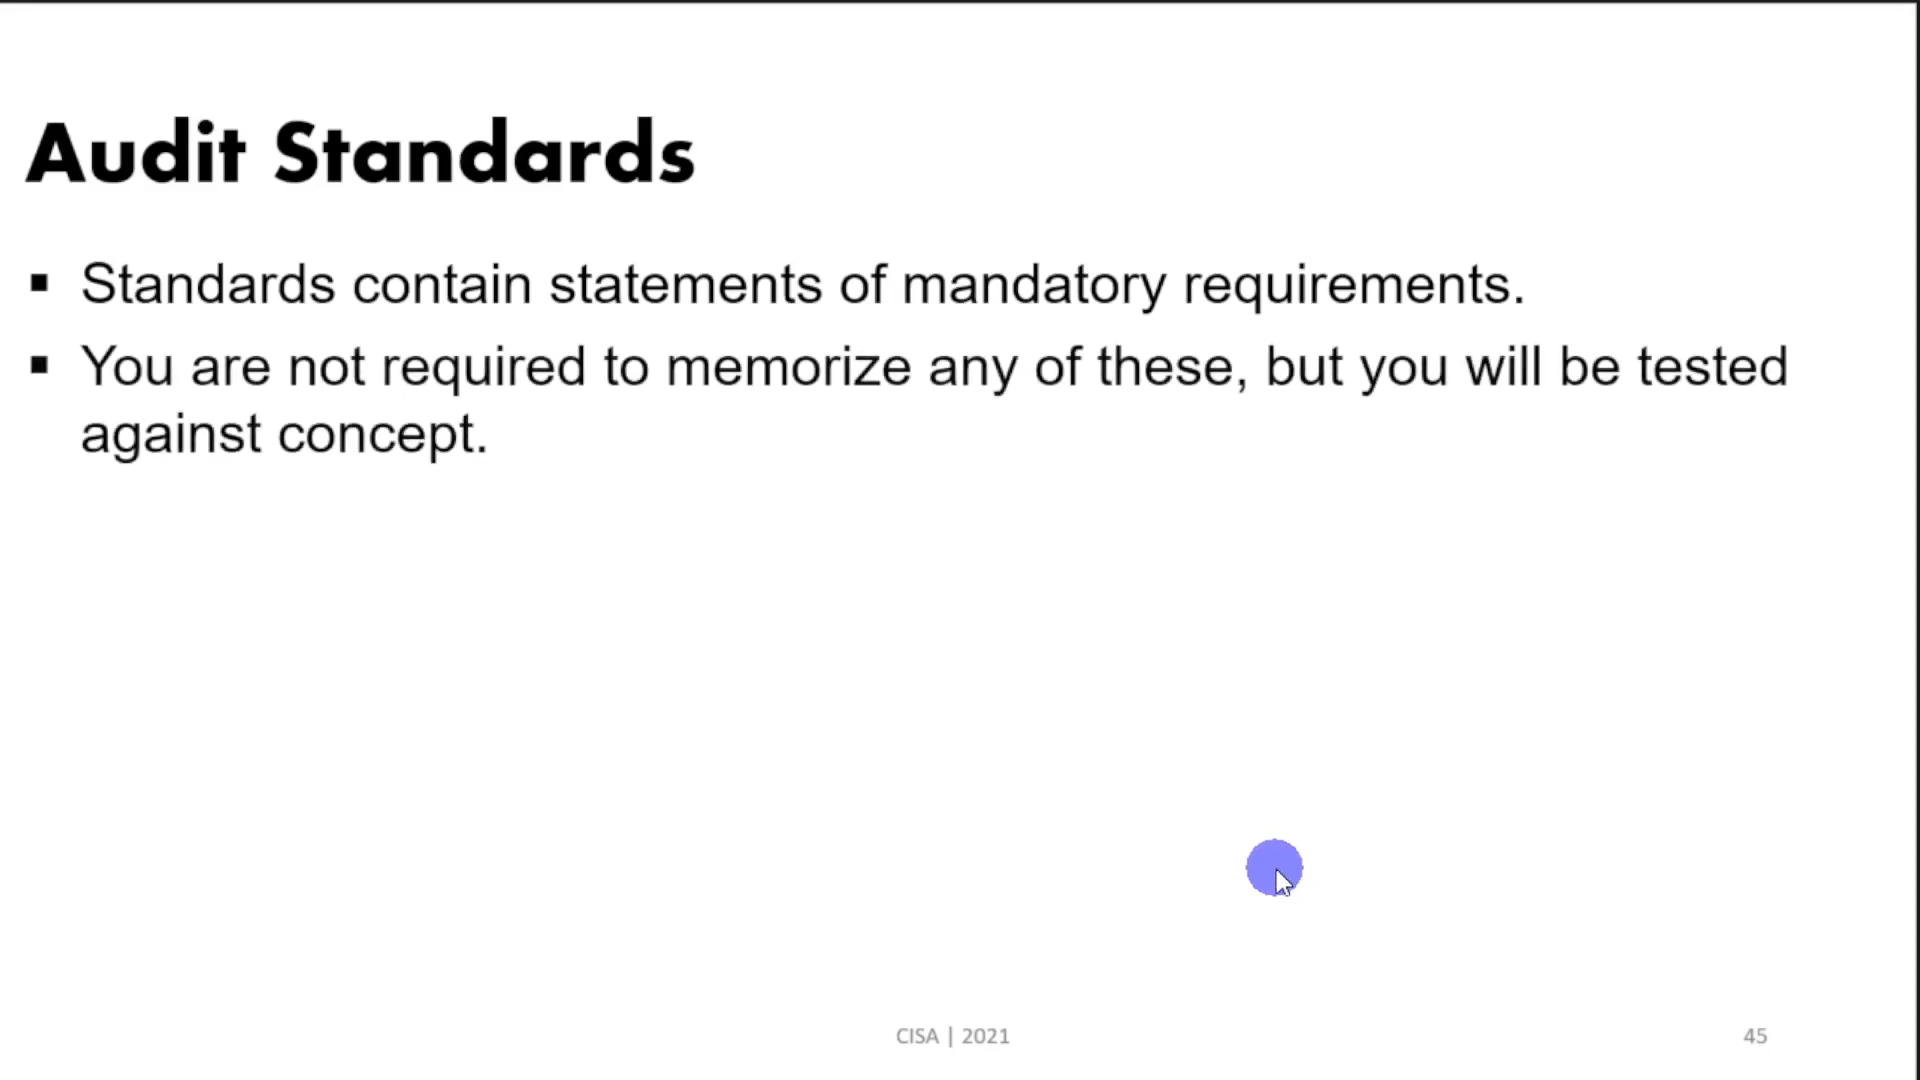 Audit Standards
▪ Standards contain statements of mandatory requirements.
▪ You are not required to memorize any of these, but you will be tested
against concept.
CISA | 2021
45